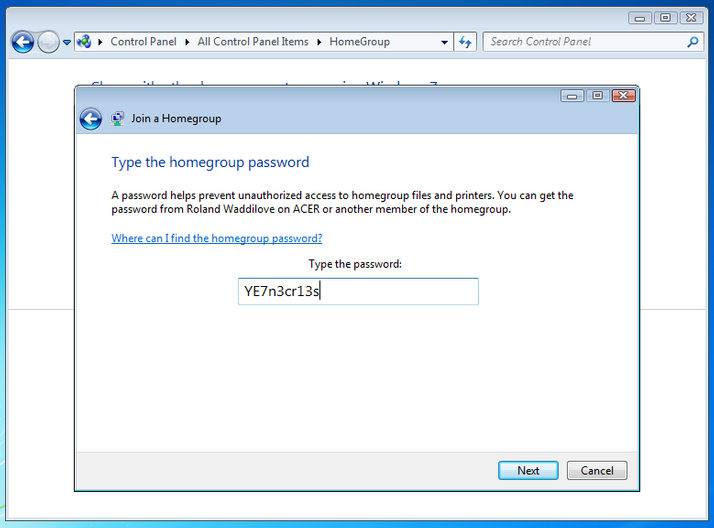 Control Panel ▸ All Control Panel Items ▸ HomeGroup
Search Control Panel
Join a Homegroup
Type the homegroup password
A password helps prevent unauthorized access to homegroup files and printers. You can get the
password from Roland Waddilove on ACER or another member of the homegroup.
Where can I find the homegroup password?
Type the password:
YE7n3cr13s
Next
Cancel